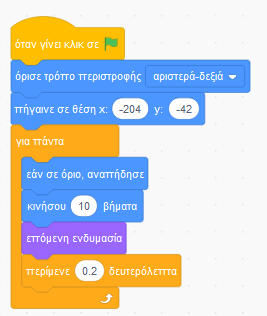 όταν γίνει κλικ σε
όρισε τρόπο περιστροφής αριστερά-δεξιά
πήγαινε σε θέση x: -204 y: -42
για πάντα
εάν σε όριο, αναπήδησε
κινήσου 10 βήματα
επόμενη ενδυμασία
περίμενε 0.2 δευτερόλεπτα